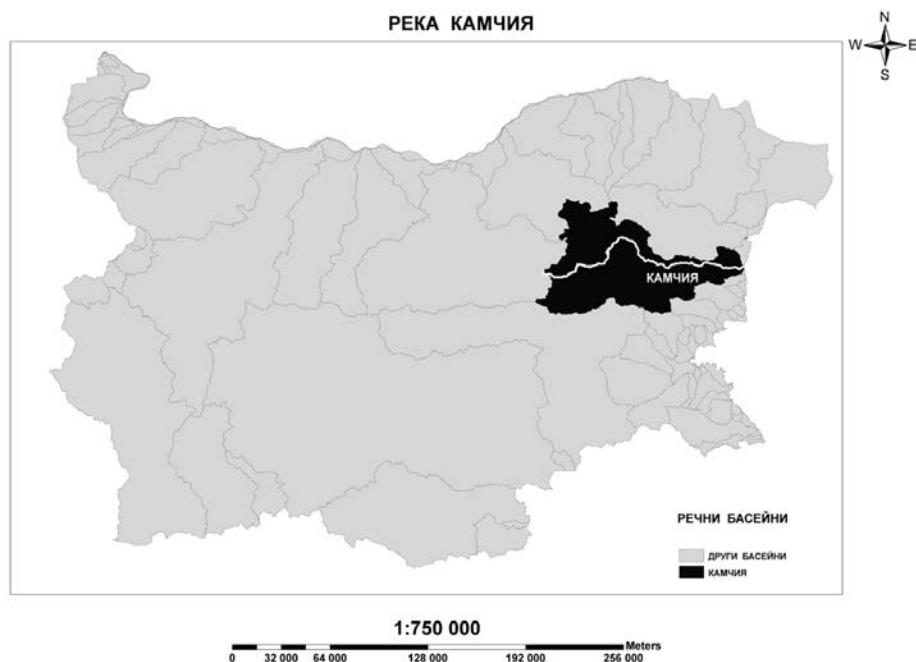 РЕКА КАМЧИЯ
N
W E
S
КАМЧИЯ
РЕЧНИ БАСЕЙНИ
ДРУГИ БАСЕЙНИ
КАМЧИЯ
1:750 000
Meters
0 32 000 64 000 128 000 192 000 256 000